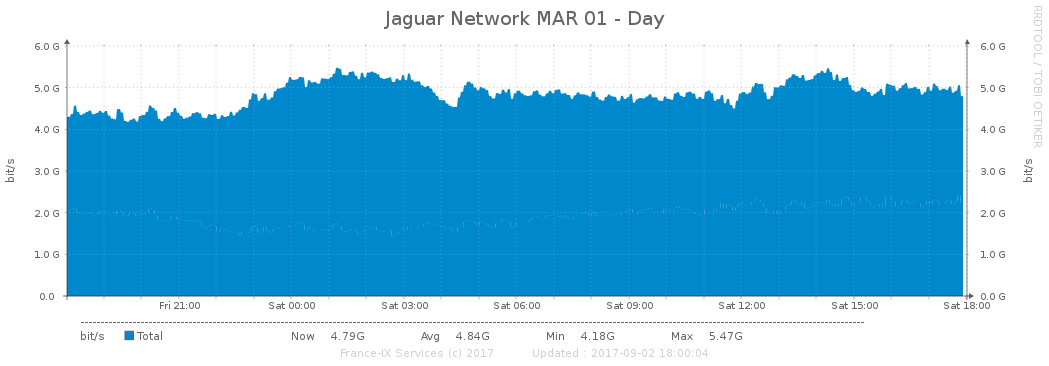 Jaguar Network MAR 01 - Day
RRDTOOL / TOBI OETIKER
6.0 G 6.0 G
5.0 G 5.0 G
4.0 G 4.0 G
3.0 G 3.0 G
2.0 G 2.0 G
1.0 G 1.0 G
0.0 0.0 G
bit/s bit/s
Fri 21:00 Sat 00:00 Sat 03:00 Sat 06:00 Sat 09:00 Sat 12:00 Sat 15:00 Sat 18:00
bit/s Total Now 4.79G Avg 4.84G Min 4.18G Max 5.47G
France-IX Services (c) 2017 Updated : 2017-09-02 18:00:04